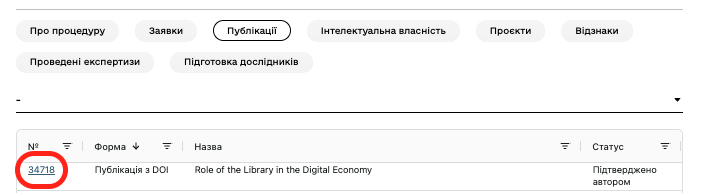 Про процедуру Заявки Публікації Інтелектуальна власність Проєкти Відзнаки
Проведені експертизи Підготовка дослідників
-
№ Форма Назва Статус
34718 Публікація з DOI Role of the Library in the Digital Economy Підтверджено
автором